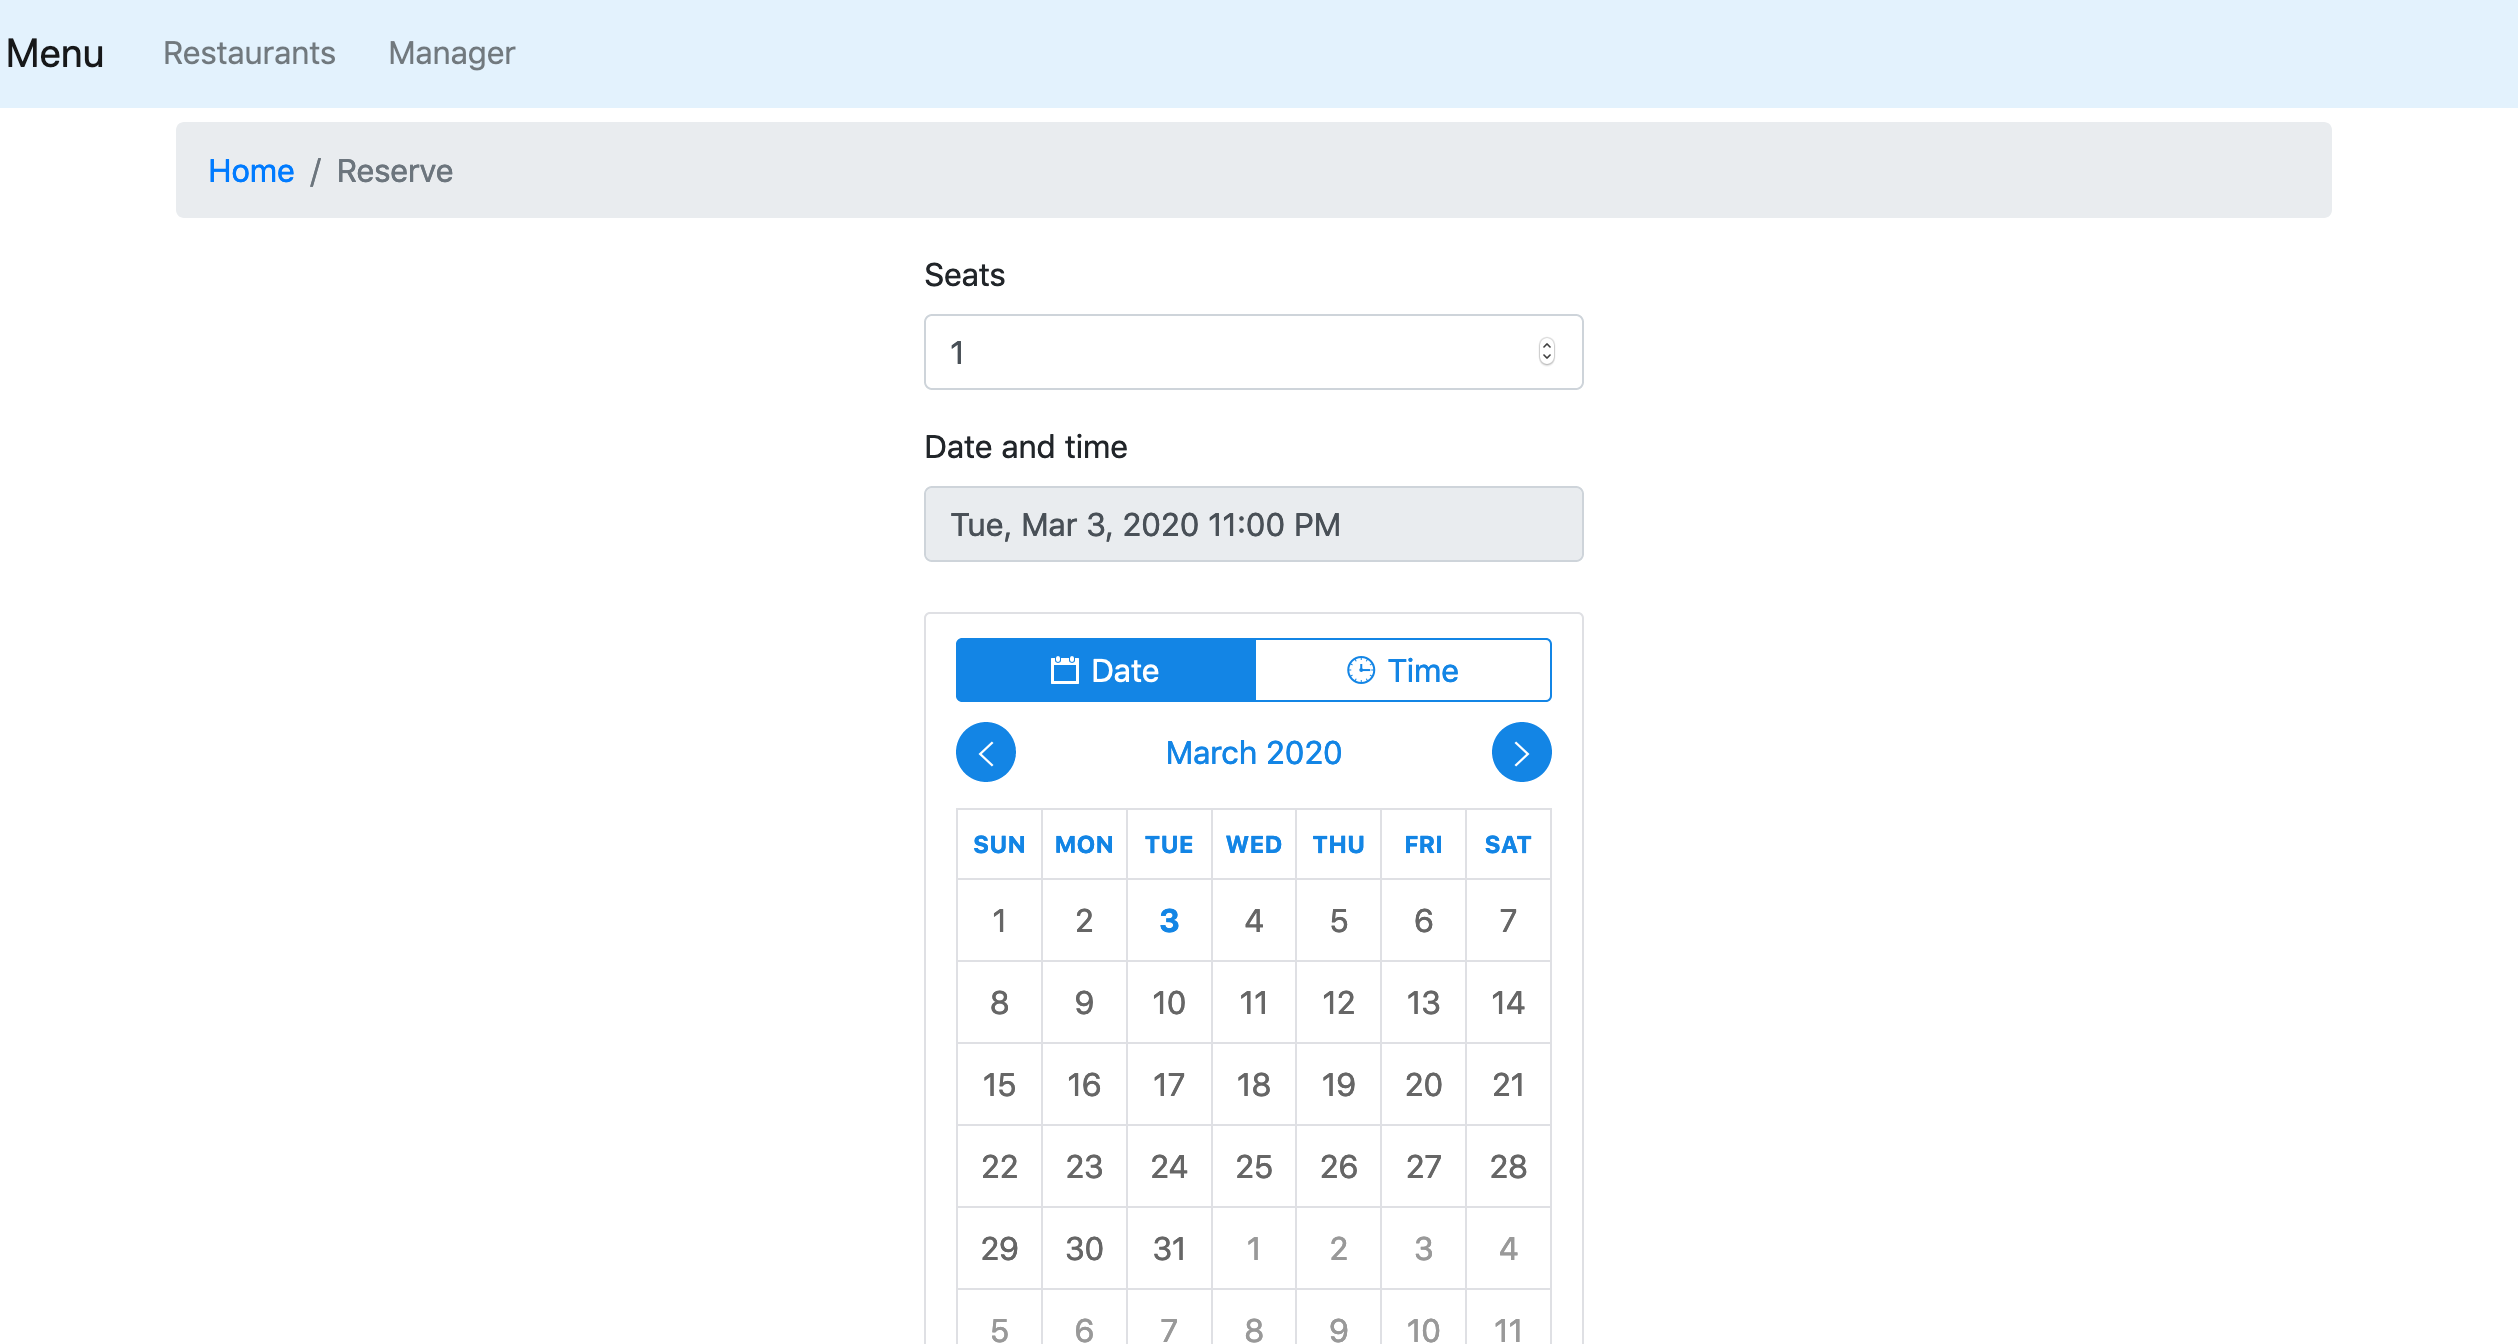 Menu Restaurants Manager
Home / Reserve
Seats
1
Date and time
Tue, Mar 3, 2020 11:00 PM
Date Time
March 2020
SUN MON TUE WED THU FRI SAT
1 2 3 4 5 6 7
8 9 10 11 12 13 14
15 16 17 18 19 20 21
22 23 24 25 26 27 28
29 30 31 1 2 3 4
5 6 7 8 9 10 11